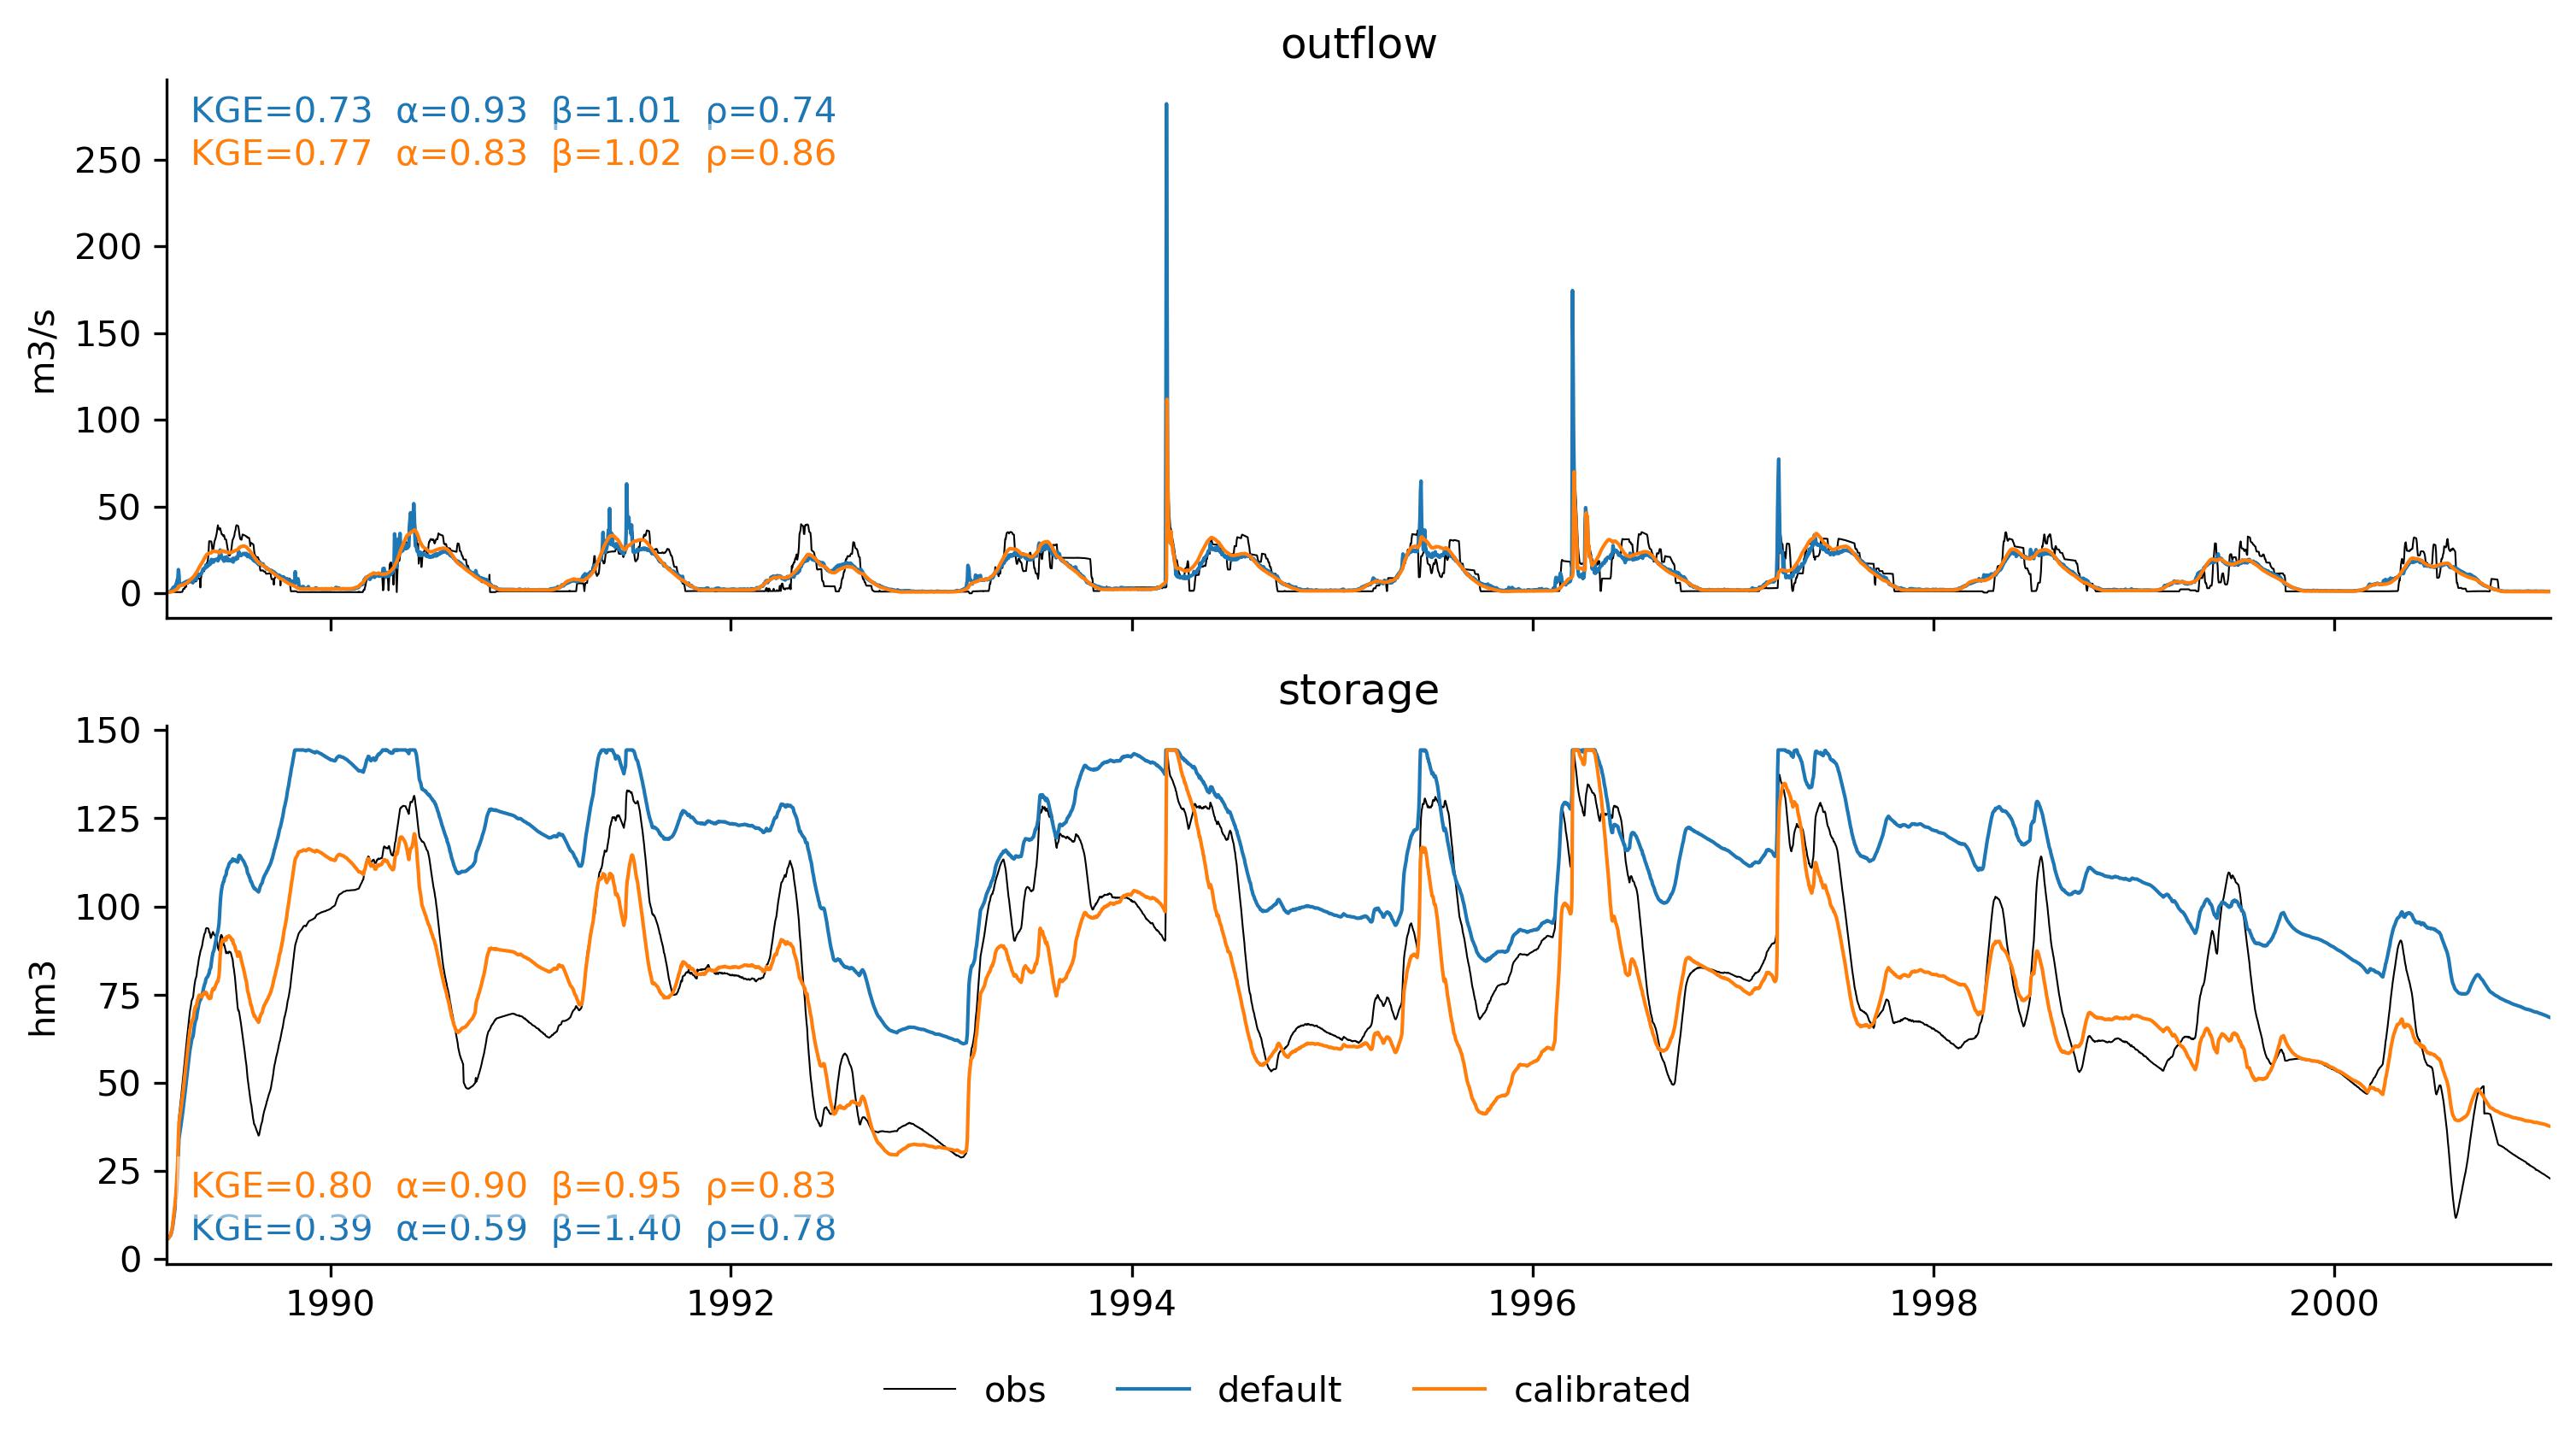 outflow
KGE=0.73 α=0.93 β=1.01 ρ=0.74
KGE=0.77 α=0.83 β=1.02 ρ=0.86
m3/s
250
200
150
100
50
0
storage
hm3
150
125
100
75
50
25
0
KGE=0.80 α=0.90 β=0.95 ρ=0.83
KGE=0.39 α=0.59 β=1.40 ρ=0.78
1990 1992 1994 1996 1998 2000
obs default calibrated